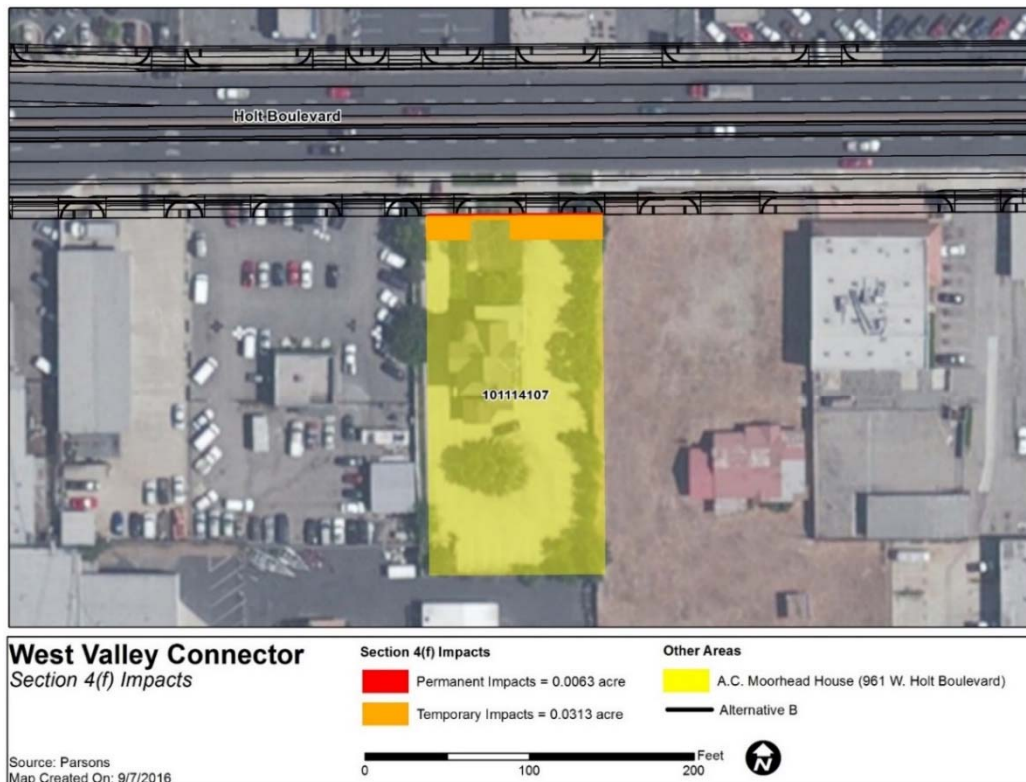 Holt Boulevard
101114107
West Valley Connector
Section 4(f) Impacts
Source: Parsons
Map Created On: 9/7/2016
Section 4(f) Impacts
Permanent Impacts = 0.0063 acre
Temporary Impacts = 0.0313 acre
Other Areas
A.C. Moorhead House (961 W. Holt Boulevard)
Alternative B
Feet
0 100 200
N